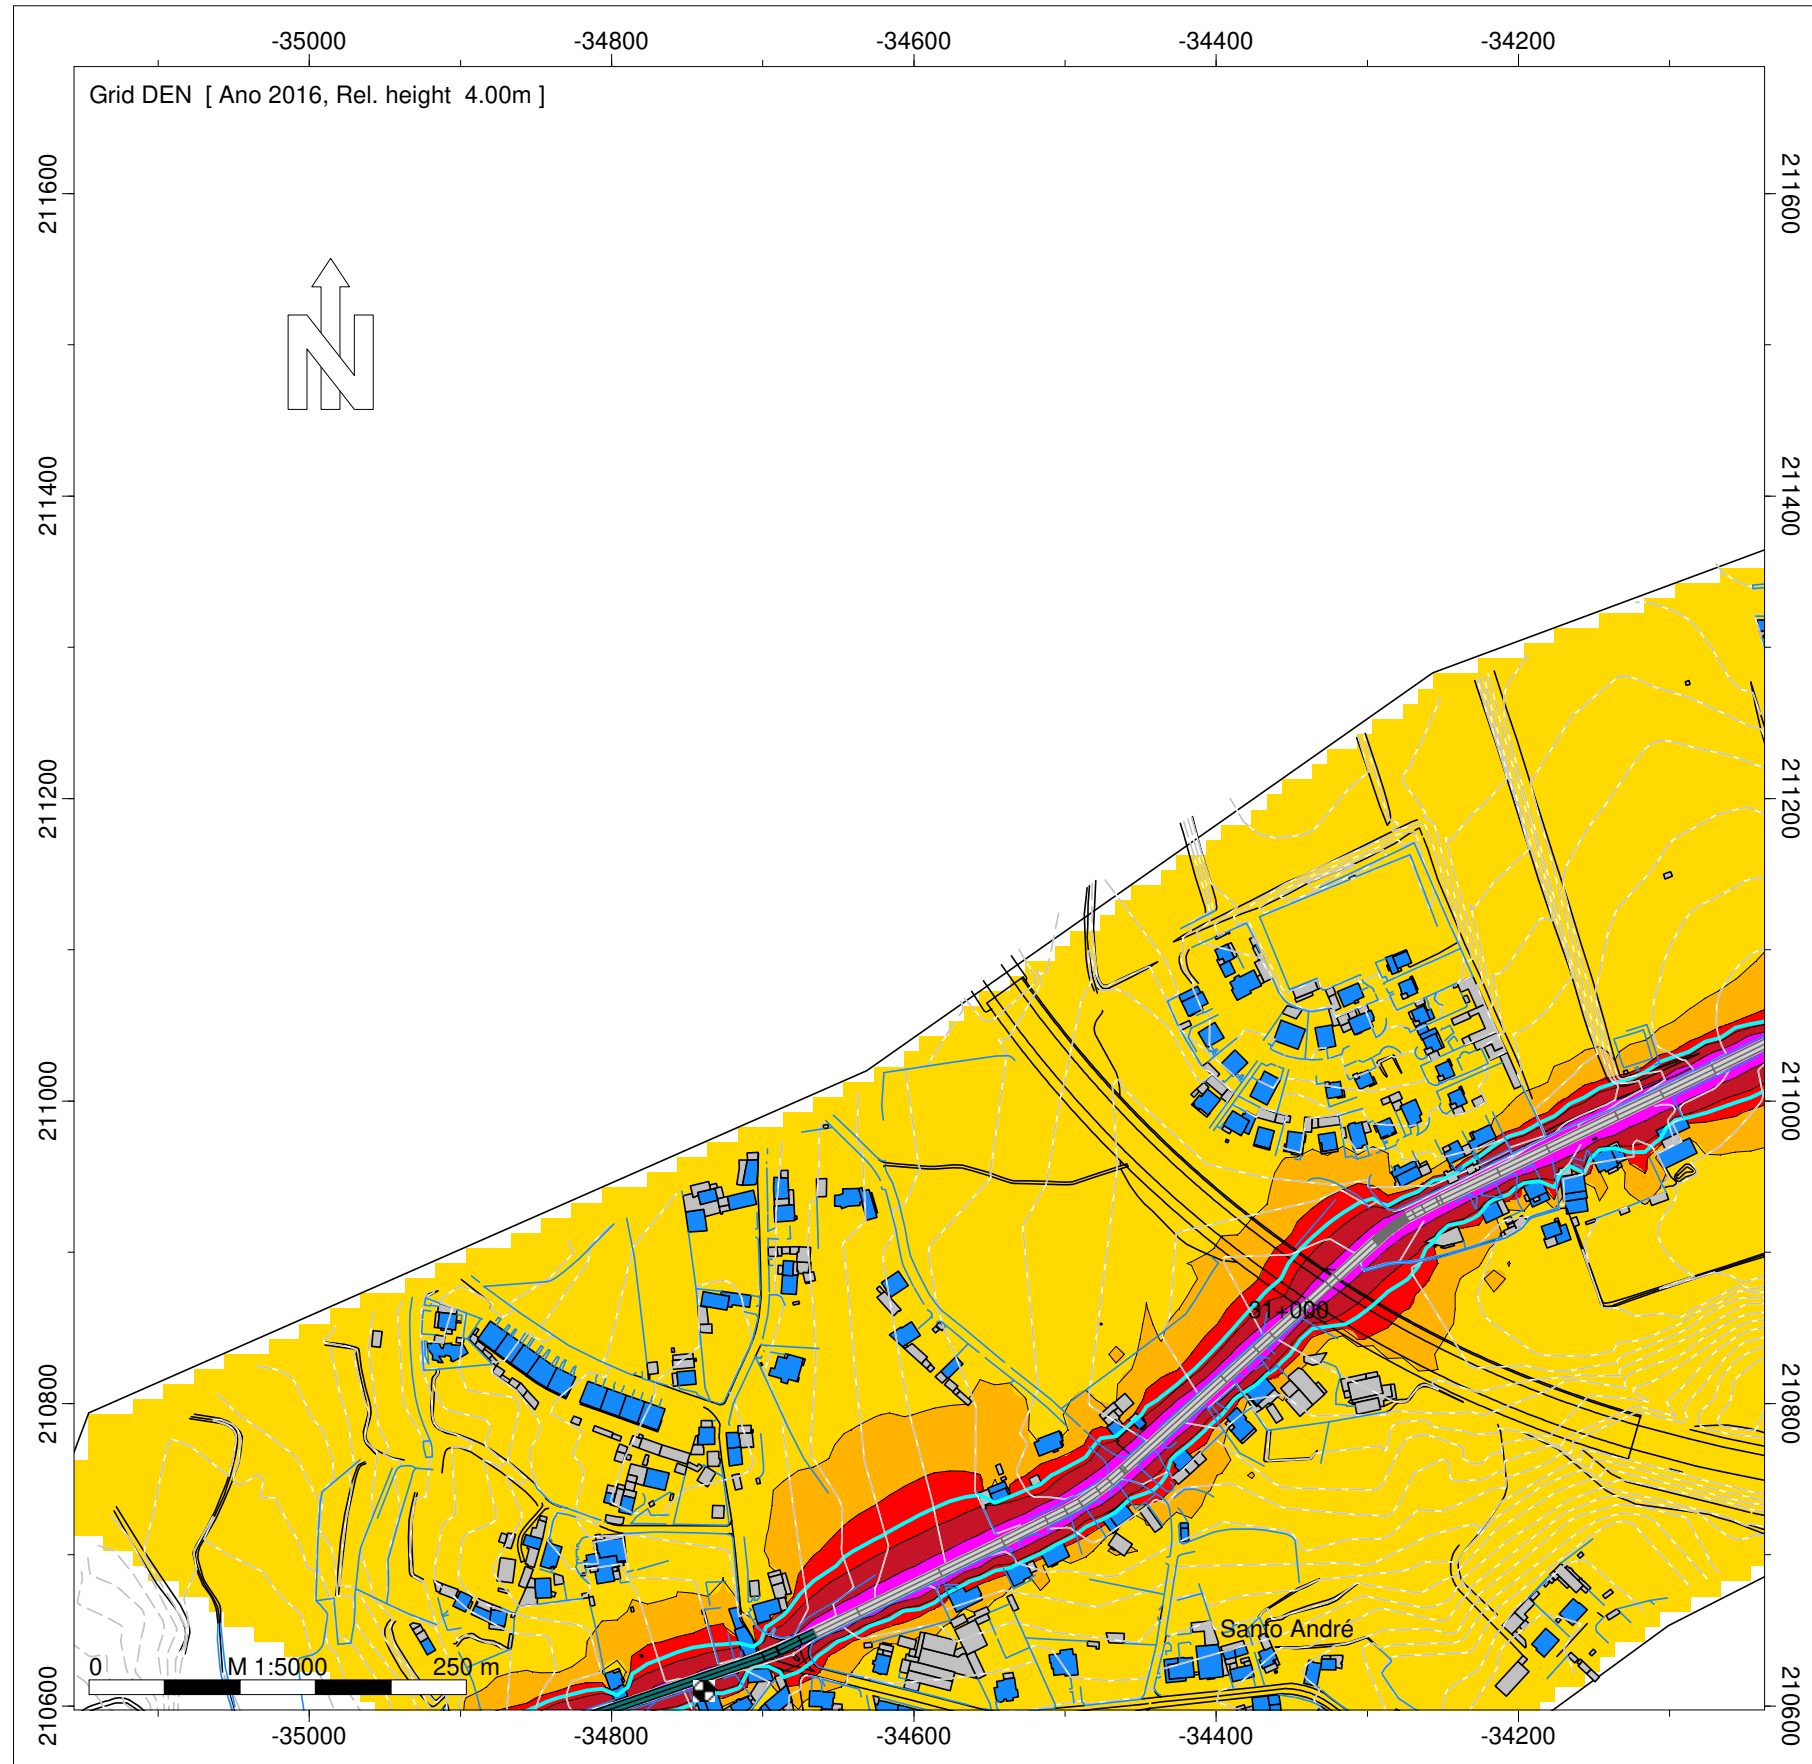 -35000 -34800 -34600 -34400 -34200
Grid DEN [ Ano 2016, Rel. height 4.00m ]
211600 211600
N
211400 211400
211200 211200
211000 211000
31+000
210800 210800
Santo André
0 M 1:5000 250 m
210600 210600
-35000 -34800 -34600 -34400 -34200